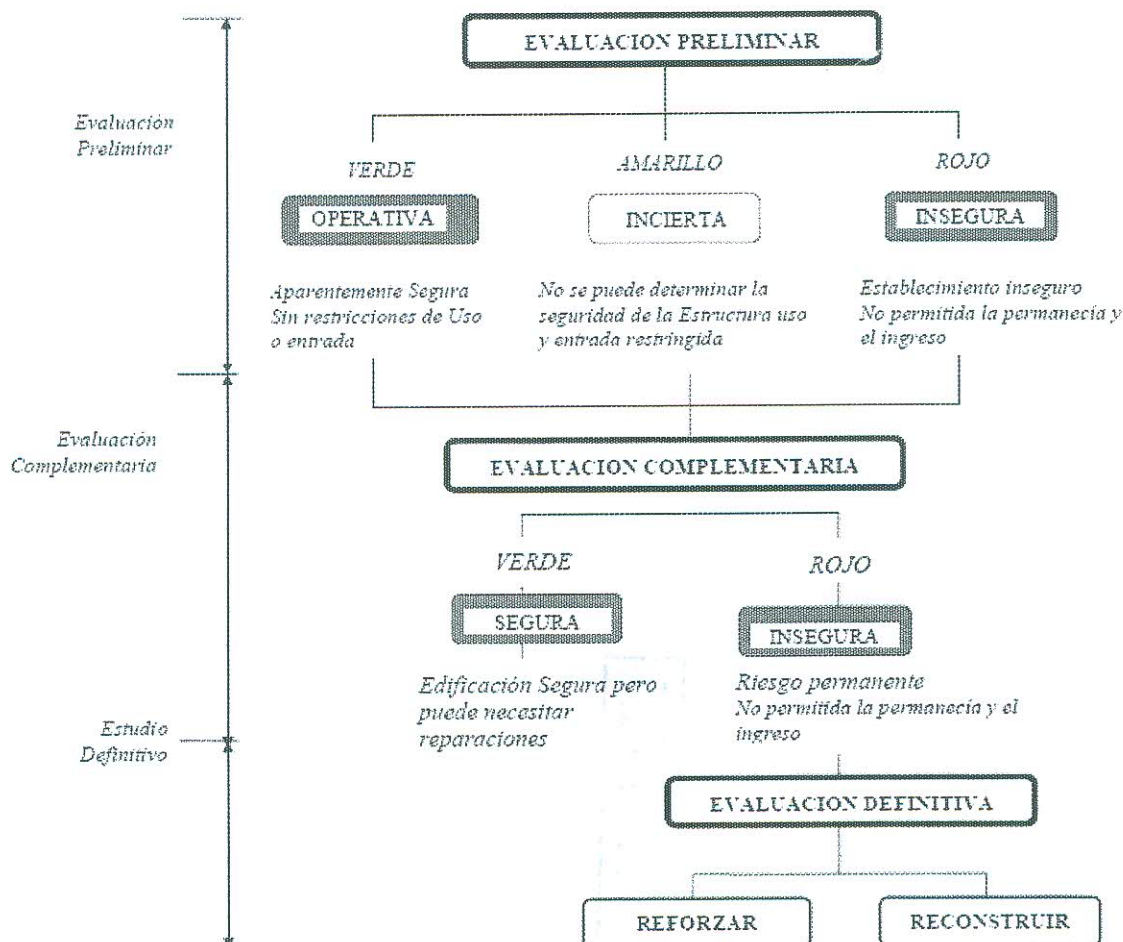 EVALUACION PRELIMINAR
Evaluación
Preliminar
VERDE
AMARILLO
ROJO
OPERATIVA
INCIERTA
INSEGURA
Aparentemente Segura
Sin restricciones de Uso
o entrada
No se puede determinar la
seguridad de la Estructura uso
y entrada restringida
Establecimiento inseguro
No permitida la permanecía y
el ingreso
Evaluación
Complementaria
EVALUACION COMPLEMENTARIA
VERDE
ROJO
SEGURA
INSEGURA
Edificación Segura pero
puede necesitar
reparaciones
Riesgo permanente
No permitida la permanecía y el
ingreso
Estudio
Definitivo
EVALUACION DEFINITIVA
REFORZAR
RECONSTRUIR